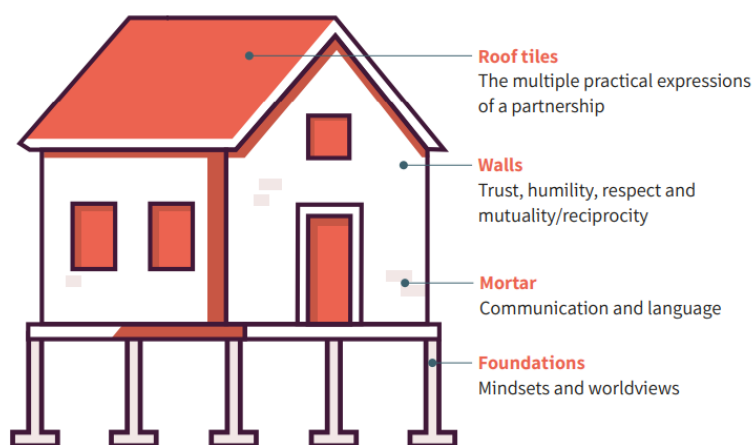 Roof tiles
The multiple practical expressions
of a partnership
Walls
Trust, humility, respect and
mutuality/reciprocity
Mortar
Communication and language
Foundations
Mindsets and worldviews